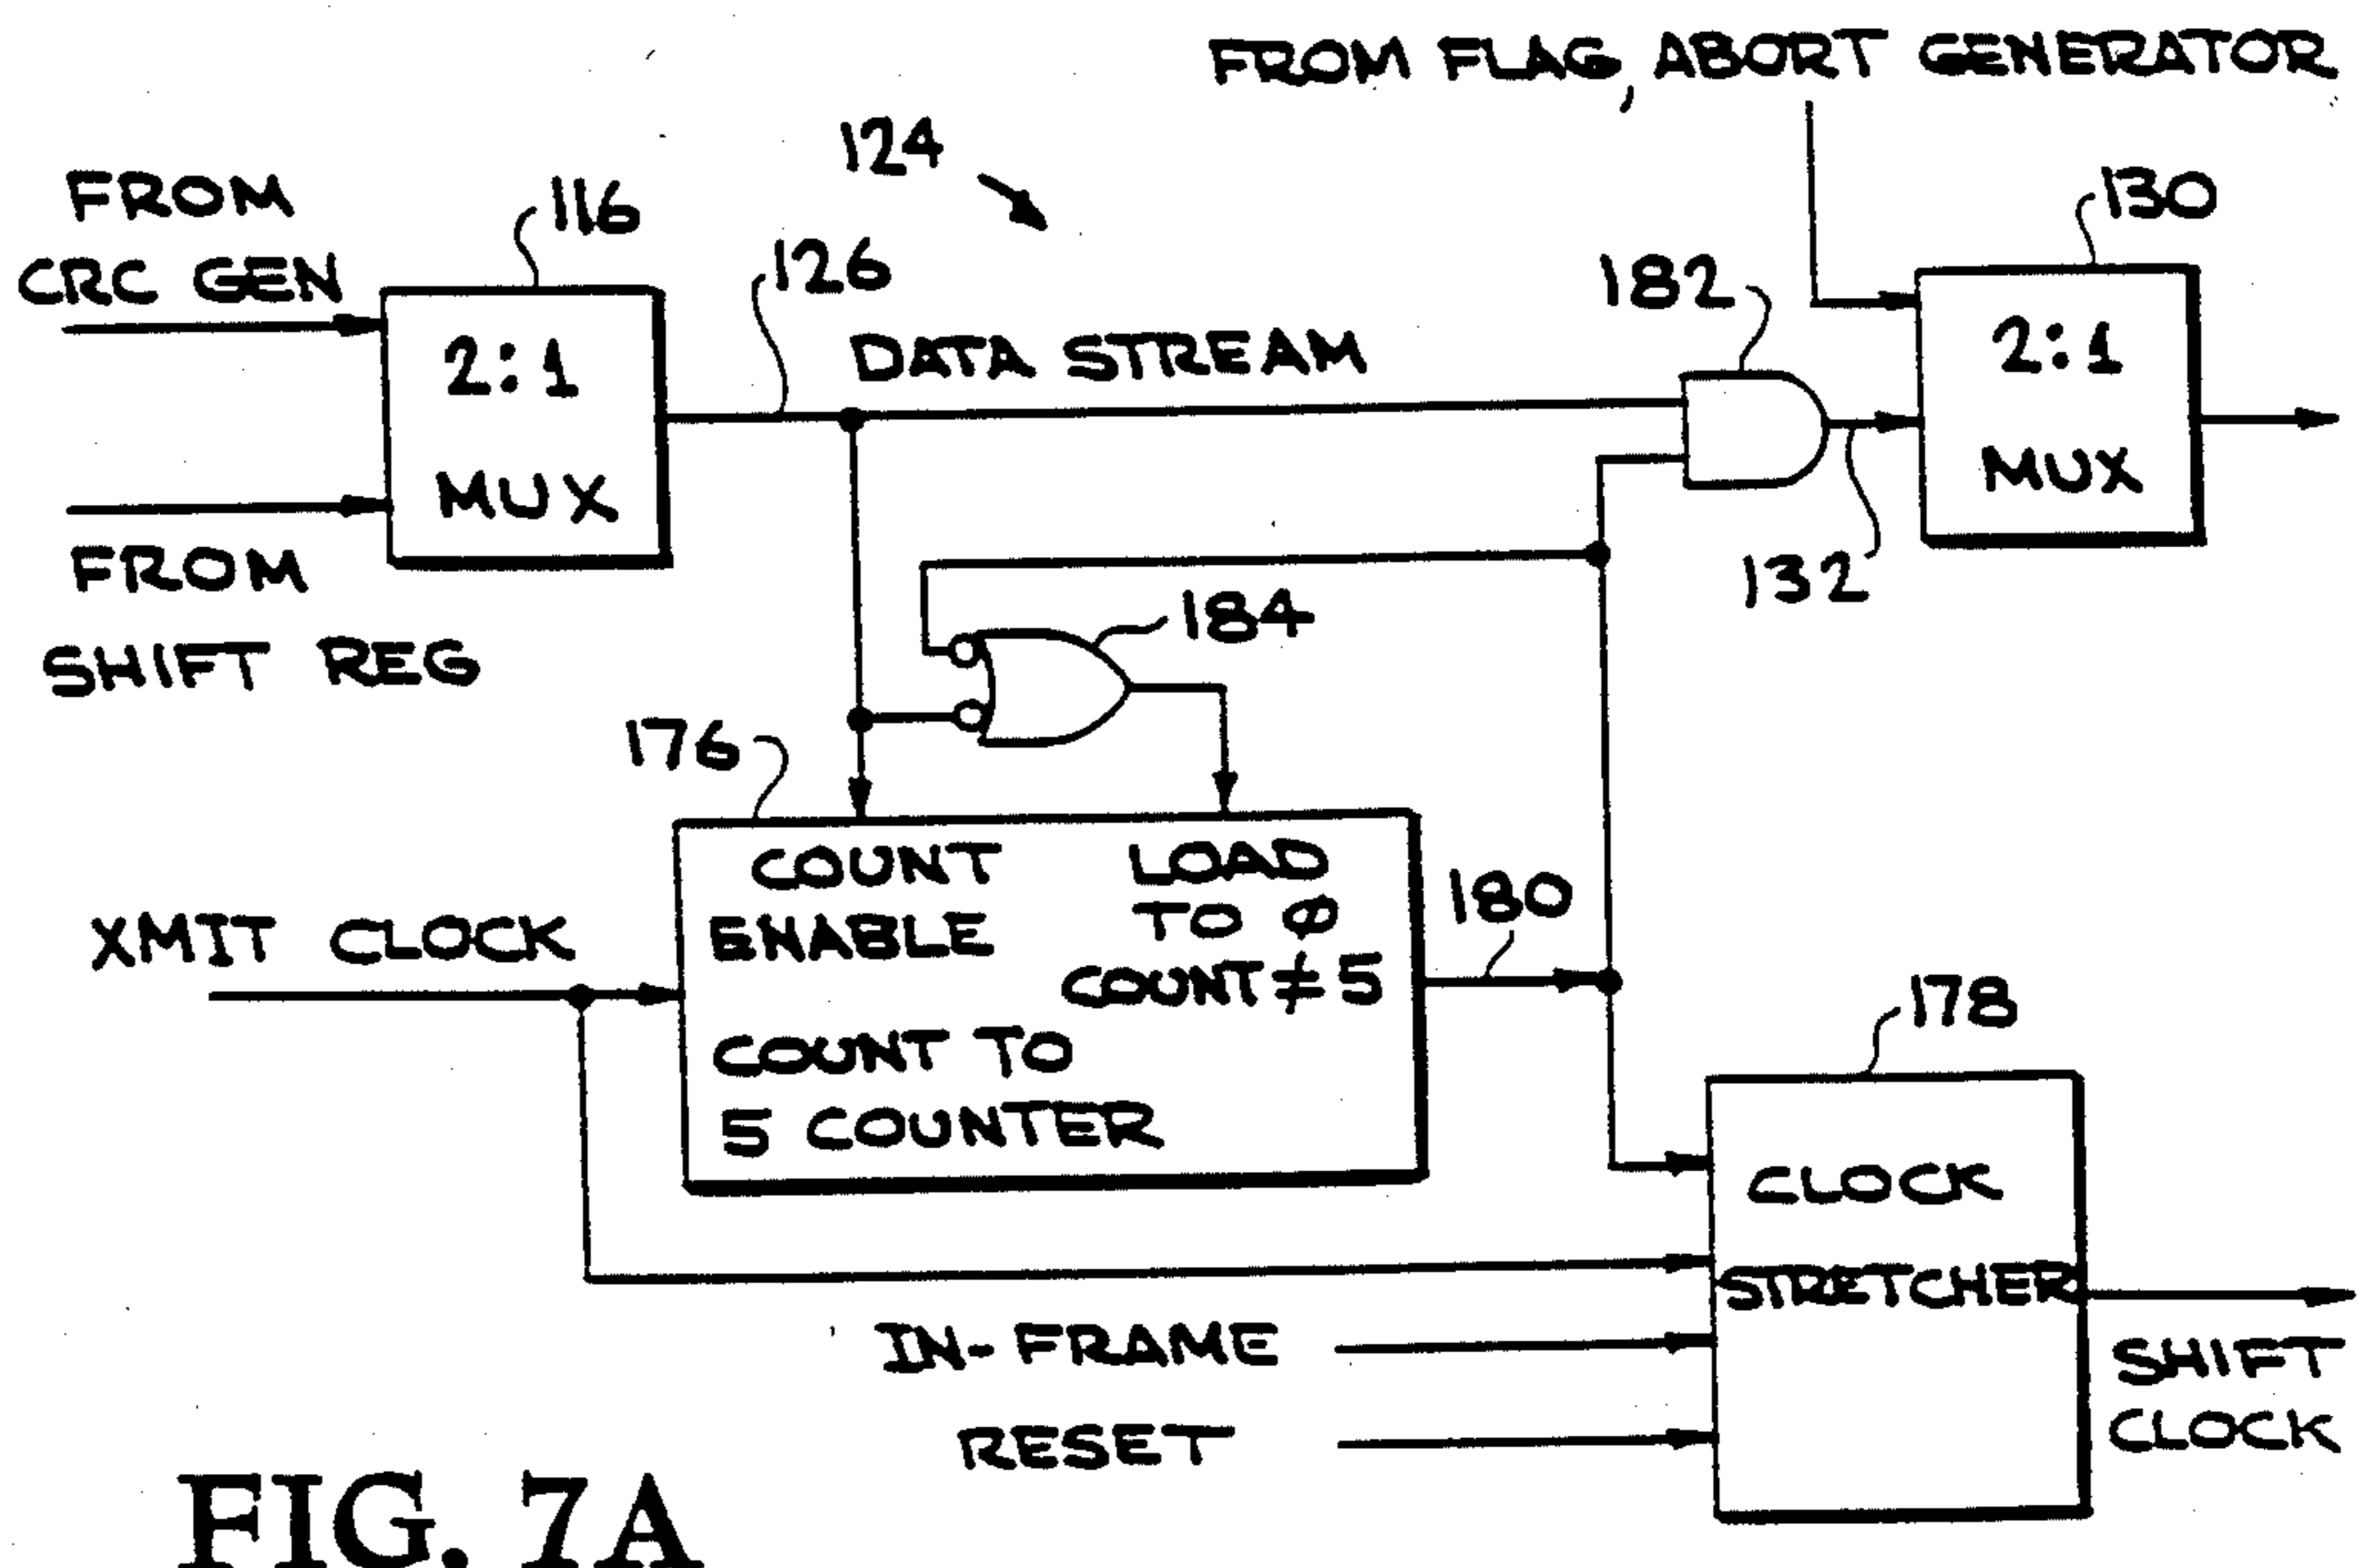 FROM FLAG, ABORT GENERATOR
124
FROM
CRC GEN
116
126
130
182
2:1
MUX
DATA STREAM
2:1
MUX
FROM
SHIFT REG
132
184
176
COUNT
ENABLE
LOAD
TO Ø
COUNT≠5
180
XMIT CLOCK
COUNT TO
5 COUNTER
178
CLOCK
STRETCHER
IN-FRAME
RESET
SHIFT
CLOCK
FIG. 7A